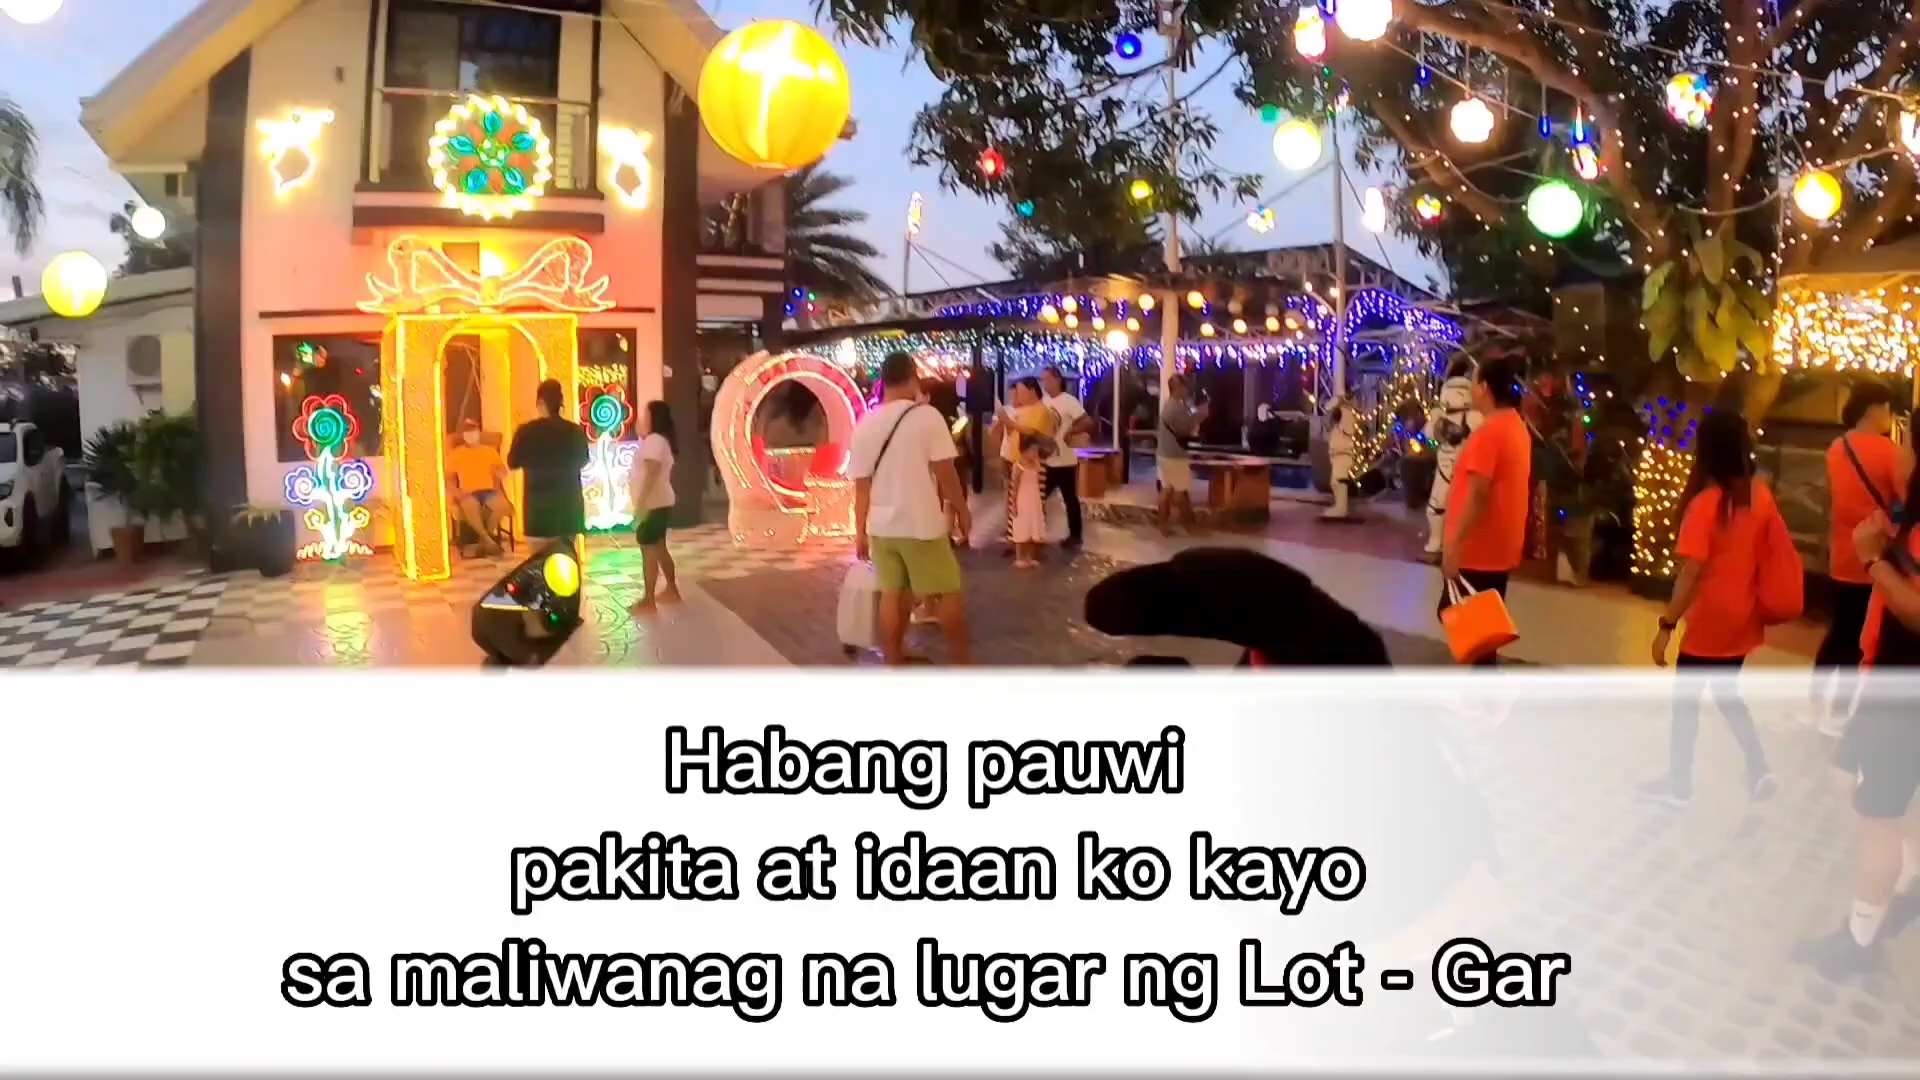 Habang pauwi
pakita at idaan ko kayo
sa maliwanag na lugar ng Lot - Gar